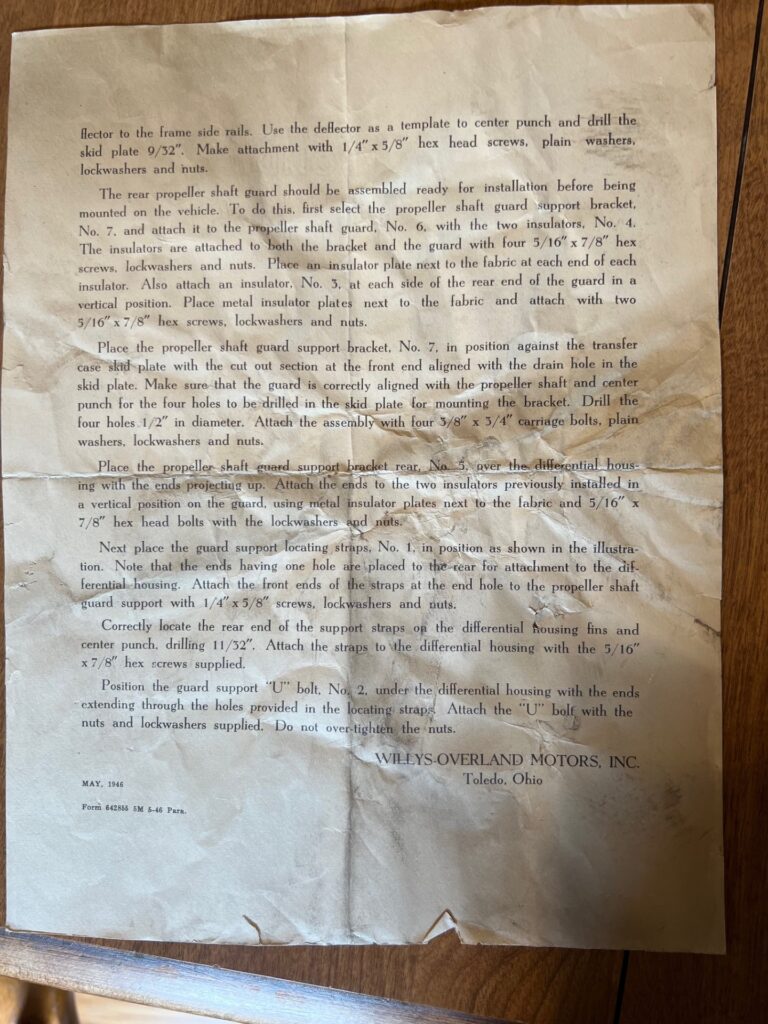 flector to the frame side rails. Use the deflector as a template to center punch and drill the
skid plate 9/32". Make attachment with 1/4" x 5/8" hex head screws, plain washers,
lockwashers and nuts.
The rear propeller shaft guard should be assembled ready for installation before being
mounted on the vehicle. To do this, first select the propeller shaft guard support bracket,
No. 7, and attach it to the propeller shaft guard, No. 6, with the two insulators, No. 4.
The insulators are attached to both the bracket and the guard with four 5/16" x 7/8" hex
screws, lockwashers and nuts. Place an insulator plate next to the fabric at each end of each
insulator. Also attach an insulator, No. 3, at each side of the rear end of the guard in a
vertical position. Place metal insulator plates next to the fabric and attach with two
5/16" x 7/8" hex screws, lockwashers and nuts.
Place the propeller shaft guard support bracket, No. 7, in position against the transfer
case skid plate with the cut out section at the front end aligned with the drain hole in the
skid plate. Make sure that the guard is correctly aligned with the propeller shaft and center
punch for the four holes to be drilled in the skid plate for mounting the bracket. Drill the
four holes 1/2" in diameter. Attach the assembly with four 3/8" x 3/4" carriage bolts, plain
washers, lockwashers and nuts.
Place the propeller shaft guard support bracket rear, No. 5, over the differential hous-
ing with the ends projecting up. Attach the ends to the two insulators previously installed in
a vertical position on the guard, using metal insulator plates next to the fabric and 5/16" x
7/8" hex head bolts with the lockwashers and nuts.
Next place the guard support locating straps, No. 1, in position as shown in the illustra-
tion. Note that the ends having one hole are placed to the rear for attachment to the dif-
ferential housing. Attach the front ends of the straps at the end hole to the propeller shaft
guard support with 1/4" x 5/8" screws, lockwashers and nuts.
Correctly locate the rear end of the support straps on the differential housing fins and
center punch, drilling 11/32". Attach the straps to the differential housing with the 5/16"
x 7/8" hex screws supplied.
Position the guard support "U" bolt, No. 2, under the differential housing with the ends
extending through the holes provided in the locating straps. Attach the "U" bolt with the
nuts and lockwashers supplied. Do not over-tighten the nuts.
WILLYS-OVERLAND MOTORS, INC.
Toledo, Ohio
MAY, 1946
Form 642855 5M 5-46 Para.